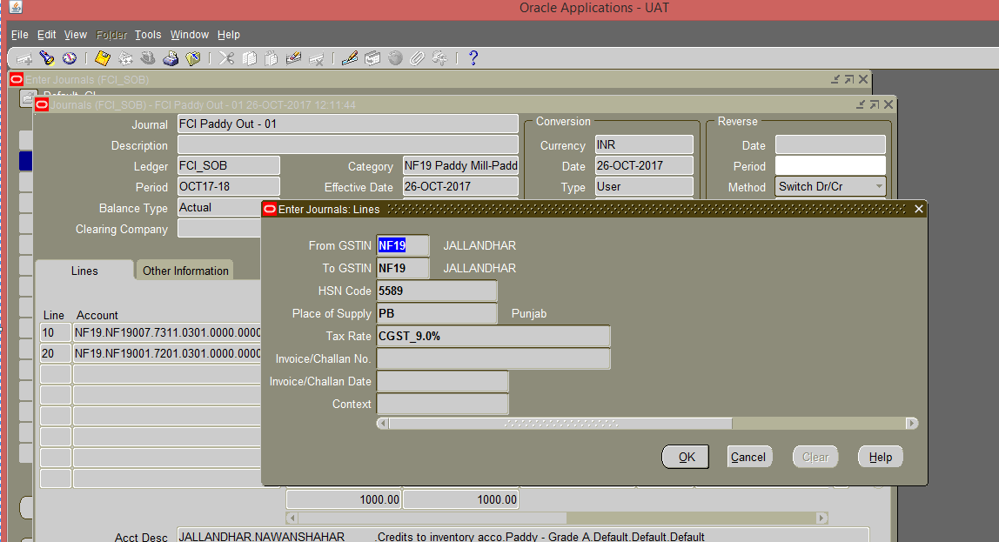 Oracle Applications - UAT
File Edit View Folder Tools Window Help
Enter Journals (FCI_SOB)
Journals (FCI_SOB) - FCI Paddy Out - 01 26-OCT-2017 12:11:44
Journal FCI Paddy Out - 01
Description
Ledger FCI_SOB Category NF19 Paddy Mill-Padd
Period OCT17-18 Effective Date 26-OCT-2017
Balance Type Actual
Clearing Company
Conversion
Currency INR
Date 26-OCT-2017
Type User
Reverse
Date
Period
Method Switch Dr/Cr
Enter Journals: Lines
From GSTIN NF19 JALLANDHAR
To GSTIN NF19 JALLANDHAR
HSN Code 5589
Place of Supply PB Punjab
Tax Rate CGST_9.0%
Invoice/Challan No.
Invoice/Challan Date
Context
OK Cancel Clear Help
Lines Other Information
Line Account
10 NF19.NF19007.7311.0301.0000.0000
20 NF19.NF19001.7201.0301.0000.0000
1000.00 1000.00
Acct Desc JALLANDHAR.NAWANSHAHAR .Credits to inventory acco.Paddy - Grade A.Default.Default.Default